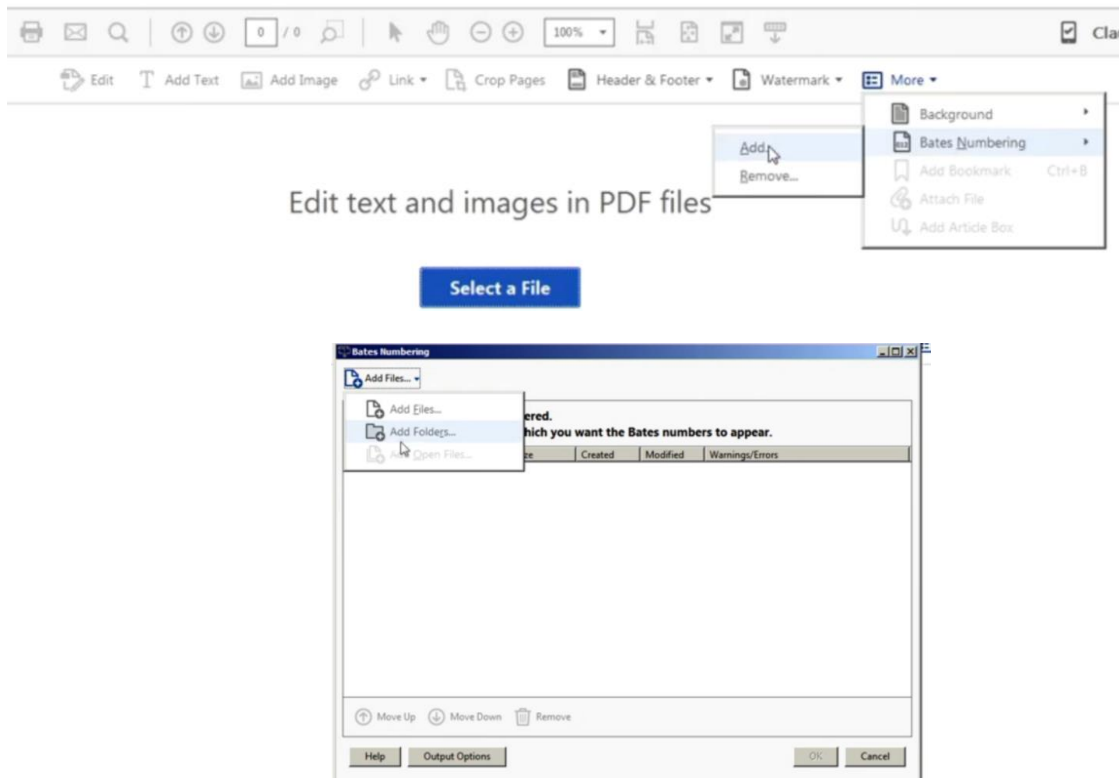 0 / 0 100% Cla
Edit Add Text Add Image Link Crop Pages Header & Footer Watermark More
Background
Add... Bates Numbering
Remove... Add Bookmark Ctrl+B
Attach File
Add Article Box
Edit text and images in PDF files
Select a File
Bates Numbering
Add Files...
Add Files... ered.
Add Folders... hich you want the Bates numbers to appear.
Add Open Files... ze Created Modified Warnings/Errors
Move Up Move Down Remove
Help Output Options OK Cancel